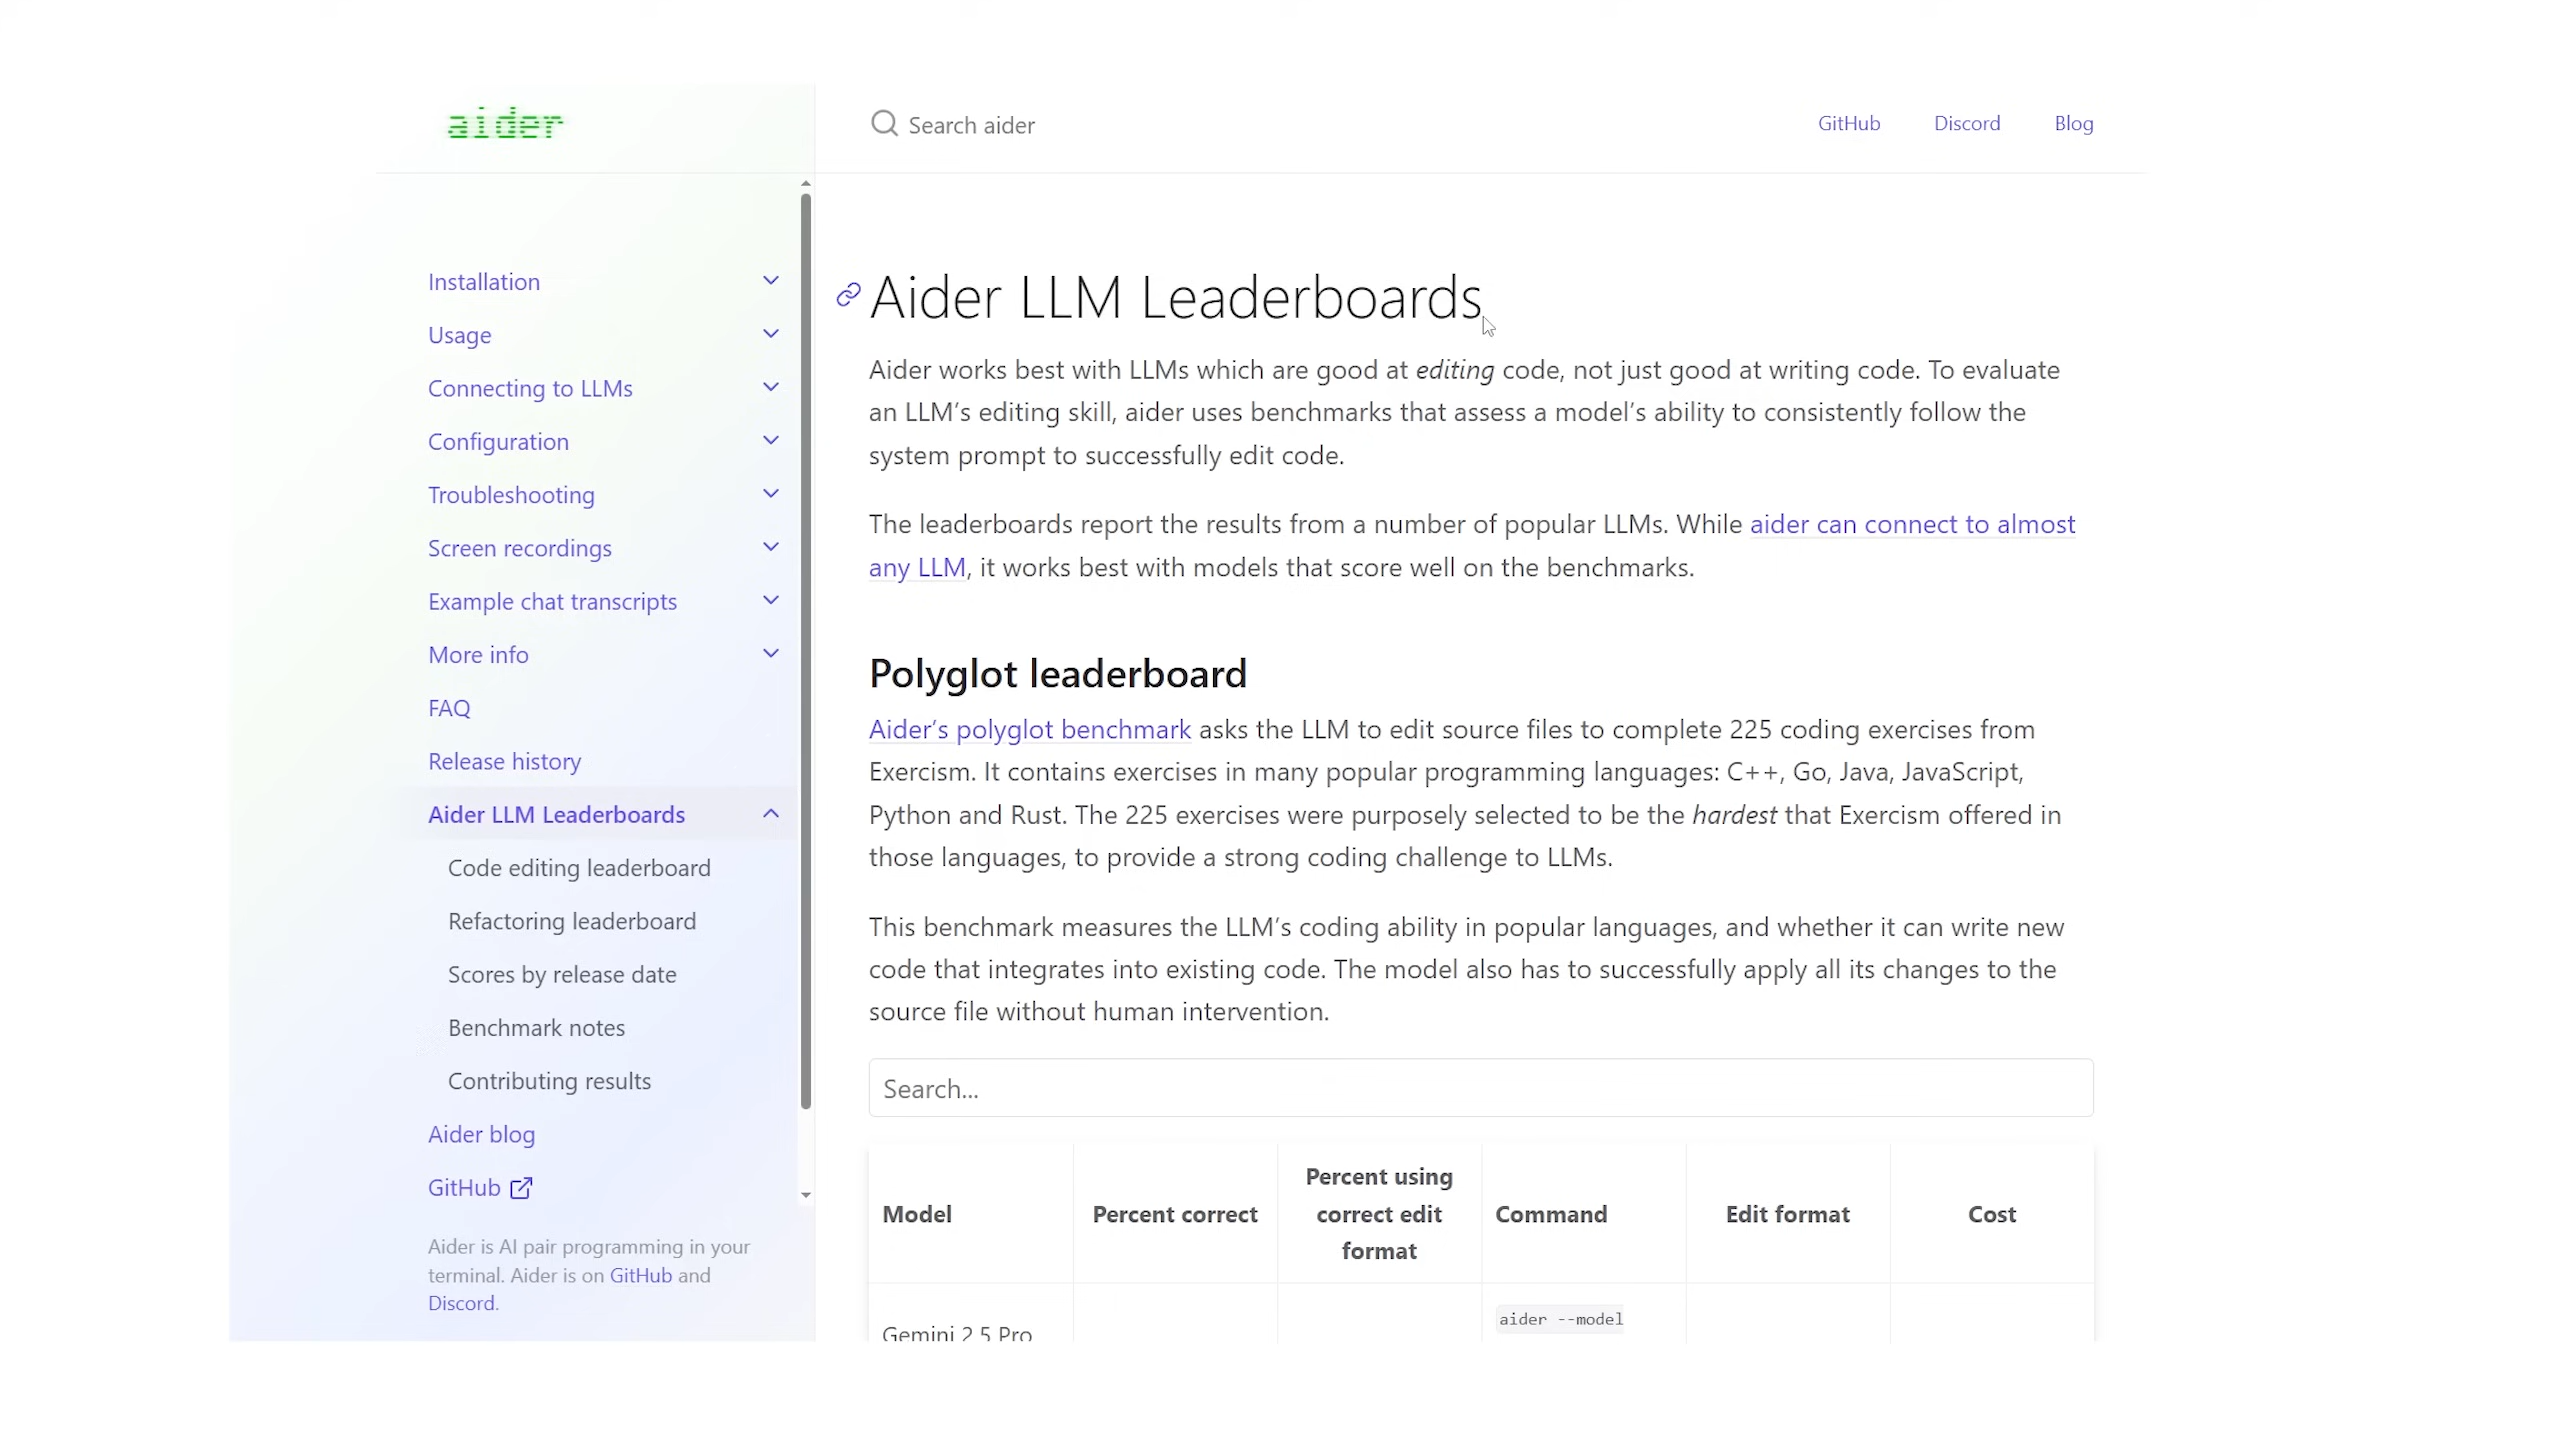 aider
Search aider
GitHub
Discord
Blog
Installation
Usage
Connecting to LLMs
Configuration
Troubleshooting
Screen recordings
Example chat transcripts
More info
FAQ
Release history
Aider LLM Leaderboards
Code editing leaderboard
Refactoring leaderboard
Scores by release date
Benchmark notes
Contributing results
Aider blog
GitHub
Aider is AI pair programming in your
terminal. Aider is on GitHub and
Discord.
Aider LLM Leaderboards
Aider works best with LLMs which are good at editing code, not just good at writing code. To evaluate
an LLM’s editing skill, aider uses benchmarks that assess a model’s ability to consistently follow the
system prompt to successfully edit code.
The leaderboards report the results from a number of popular LLMs. While aider can connect to almost
any LLM, it works best with models that score well on the benchmarks.
Polyglot leaderboard
Aider’s polyglot benchmark asks the LLM to edit source files to complete 225 coding exercises from
Exercism. It contains exercises in many popular programming languages: C++, Go, Java, JavaScript,
Python and Rust. The 225 exercises were purposely selected to be the hardest that Exercism offered in
those languages, to provide a strong coding challenge to LLMs.
This benchmark measures the LLM’s coding ability in popular languages, and whether it can write new
code that integrates into existing code. The model also has to successfully apply all its changes to the
source file without human intervention.
Search...
Model
Percent correct
Percent using
correct edit
format
Command
Edit format
Cost
Gemini 2.5 Pro
aider --model